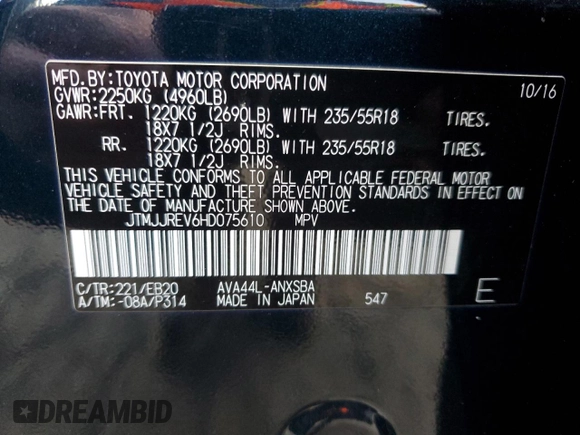 MFD.BY:TOYOTA MOTOR CORPORATION 10/16
GVWR:2250KG (4960LB)
GAWR:FRT. 1220KG (2690LB) WITH 235/55R18 TIRES.
18X7 1/2J RIMS.
RR. 1220KG (2690LB) WITH 235/55R18 TIRES.
18X7 1/2J RIMS.
THIS VEHICLE CONFORMS TO ALL APPLICABLE FEDERAL MOTOR
VEHICLE SAFETY AND THEFT PREVENTION STANDARDS IN EFFECT ON
THE DATE OF MANUFACTURE SHOWN ABOVE.
JTMJJREV6HD075610 MPV
C/TR:221/EB20 AVA44L-ANXSBA
A/TM:-08A/P314 MADE IN JAPAN 547 E
DREAMBID